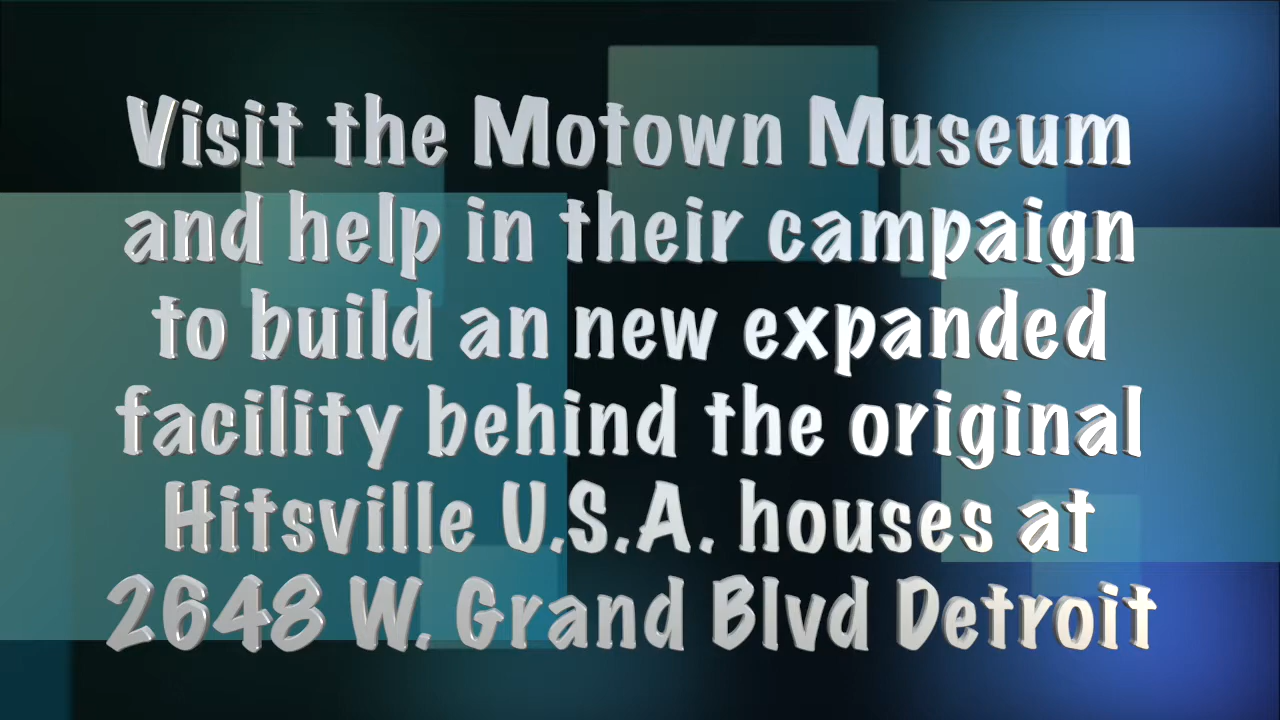 Visit the Motown Museum
and help in their campaign
to build an new expanded
facility behind the original
Hitsville U.S.A. houses at
2648 W. Grand Blvd Detroit